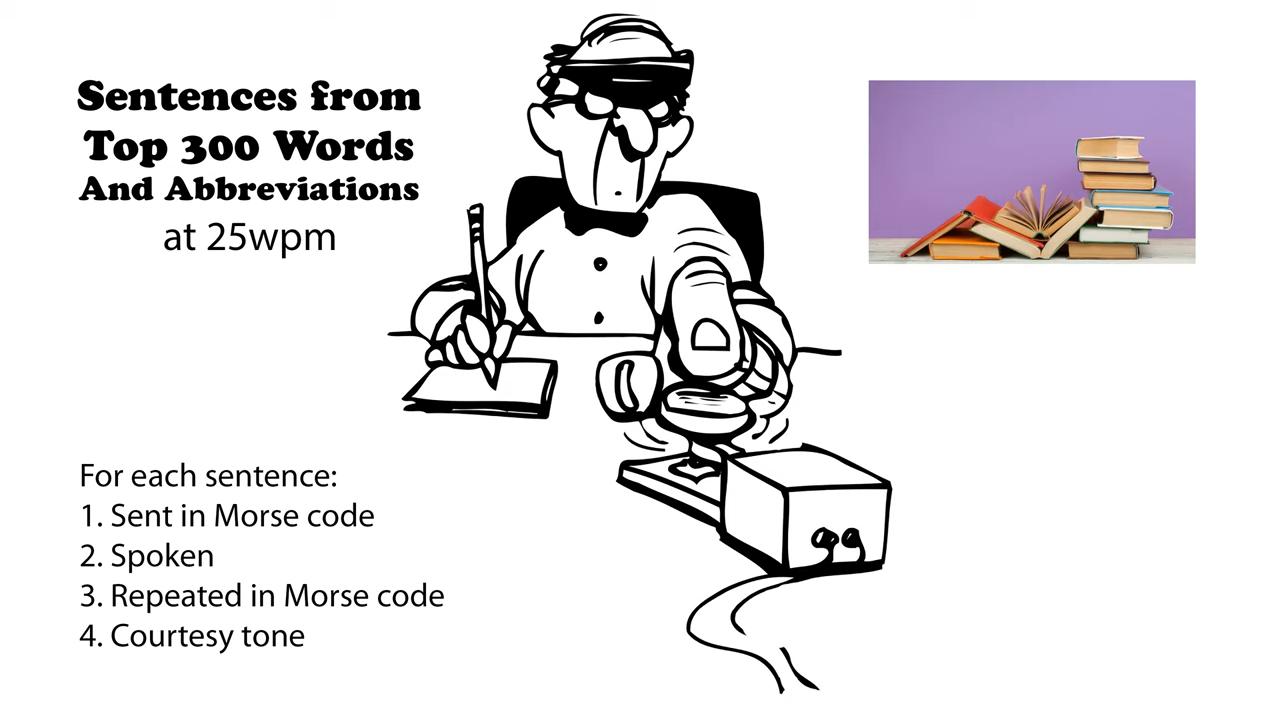 Sentences from
Top 300 Words
And Abbreviations
at 25wpm
For each sentence:
1. Sent in Morse code
2. Spoken
3. Repeated in Morse code
4. Courtesy tone